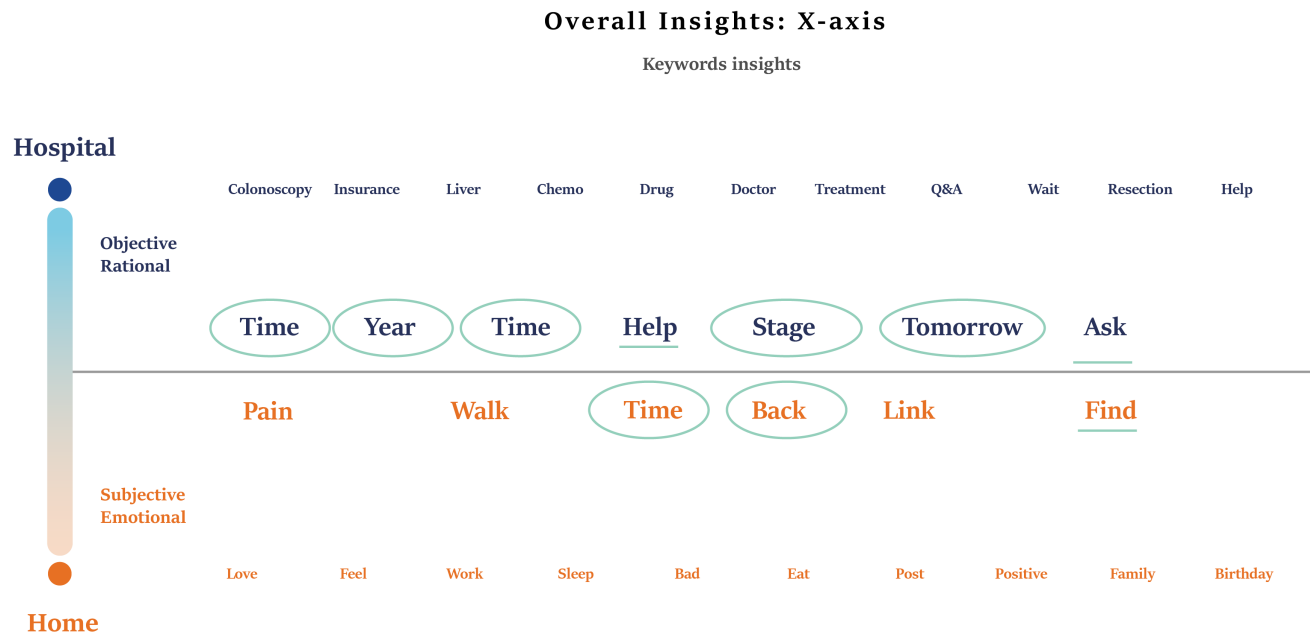 Overall Insights: X-axis
Keywords insights
Hospital
Colonoscopy Insurance Liver Chemo Drug Doctor Treatment Q&A Wait Resection Help
Objective
Rational
Time Year Time Help Stage Tomorrow Ask
Pain Walk Time Back Link Find
Subjective
Emotional
Love Feel Work Sleep Bad Eat Post Positive Family Birthday
Home